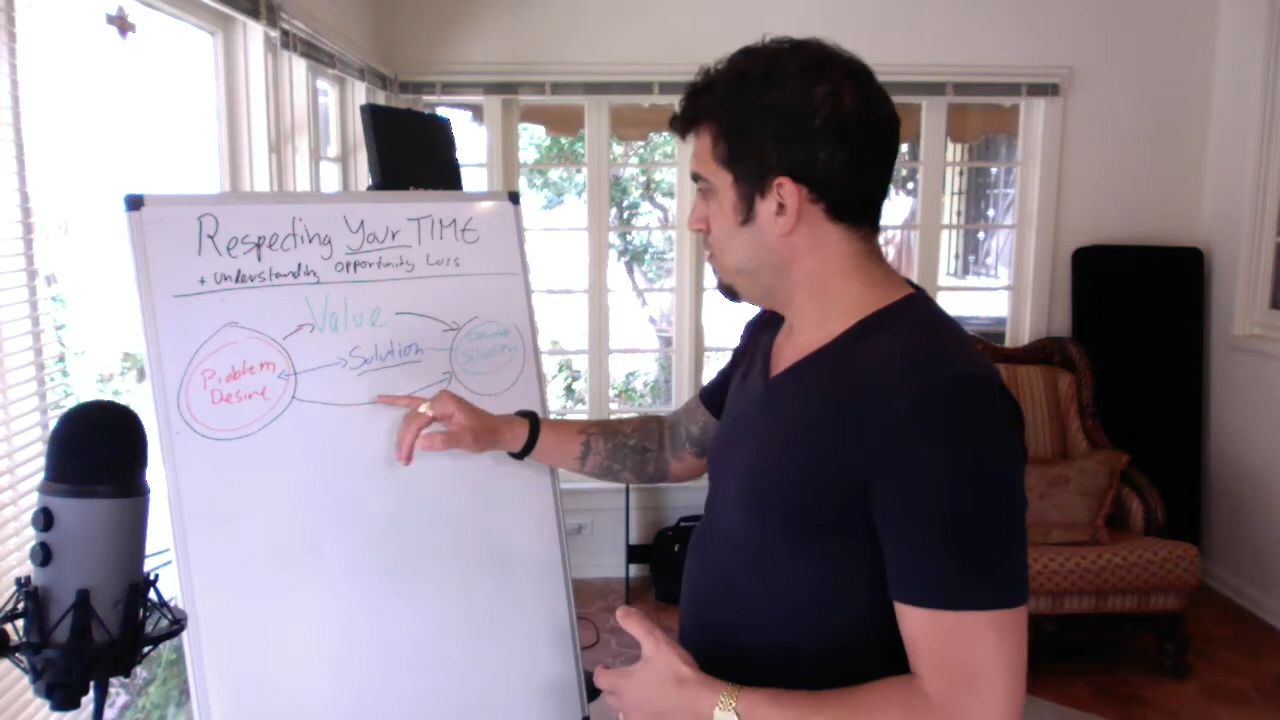 Respecting Your TIME
+ understanding opportunity Loss
Value
Solution
Problem
Desire